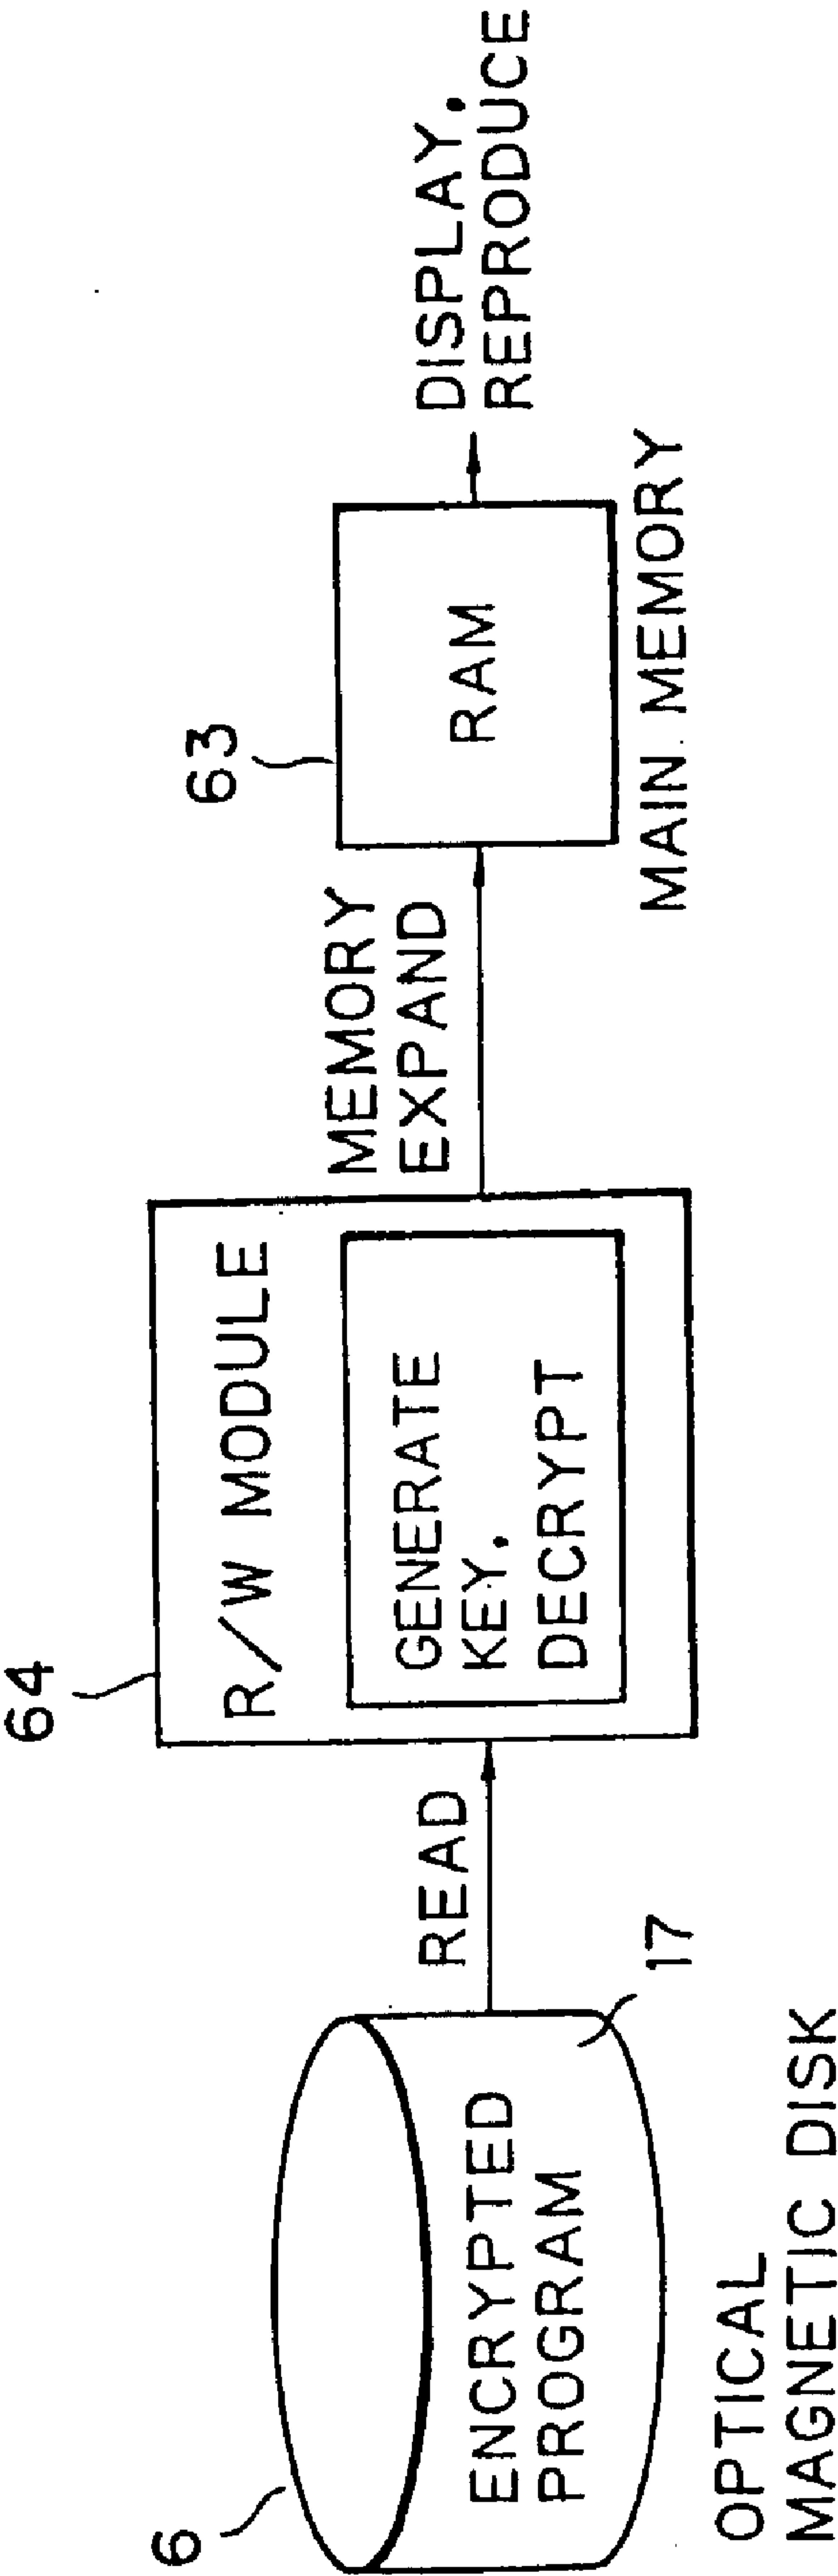 6
ENCRYPTED
PROGRAM
17
OPTICAL
MAGNETIC DISK
READ
64
R/W MODULE
GENERATE
KEY.
DECRYPT
MEMORY
EXPAND
63
RAM
MAIN MEMORY
DISPLAY.
REPRODUCE